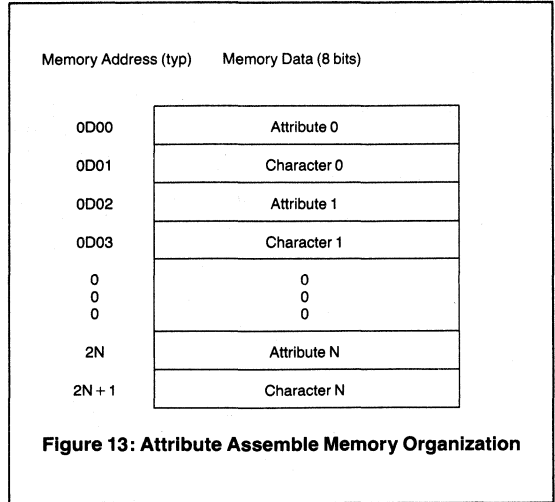 Memory Address (typ) Memory Data (8 bits)
0D00 Attribute 0
0D01 Character 0
0D02 Attribute 1
0D03 Character 1
0 0
0 0
0 0
2N Attribute N
2N + 1 Character N
Figure 13: Attribute Assemble Memory Organization